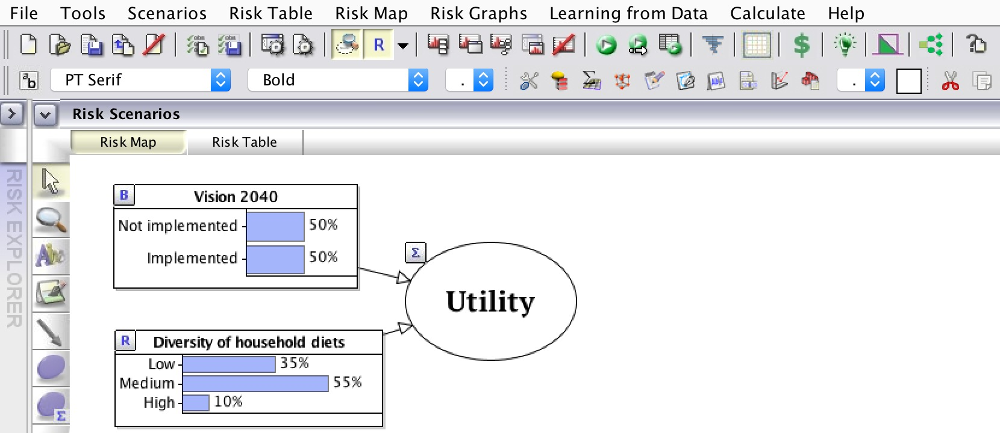 File Tools Scenarios Risk Table Risk Map Risk Graphs Learning from Data Calculate Help
R $ ?
ab PT Serif Bold . .
Risk Scenarios
Risk Map Risk Table
RISK EXPLORER
Abc
Σ
B Vision 2040
Not implemented 50%
Implemented 50%
Σ
Utility
R Diversity of household diets
Low 35%
Medium 55%
High 10%